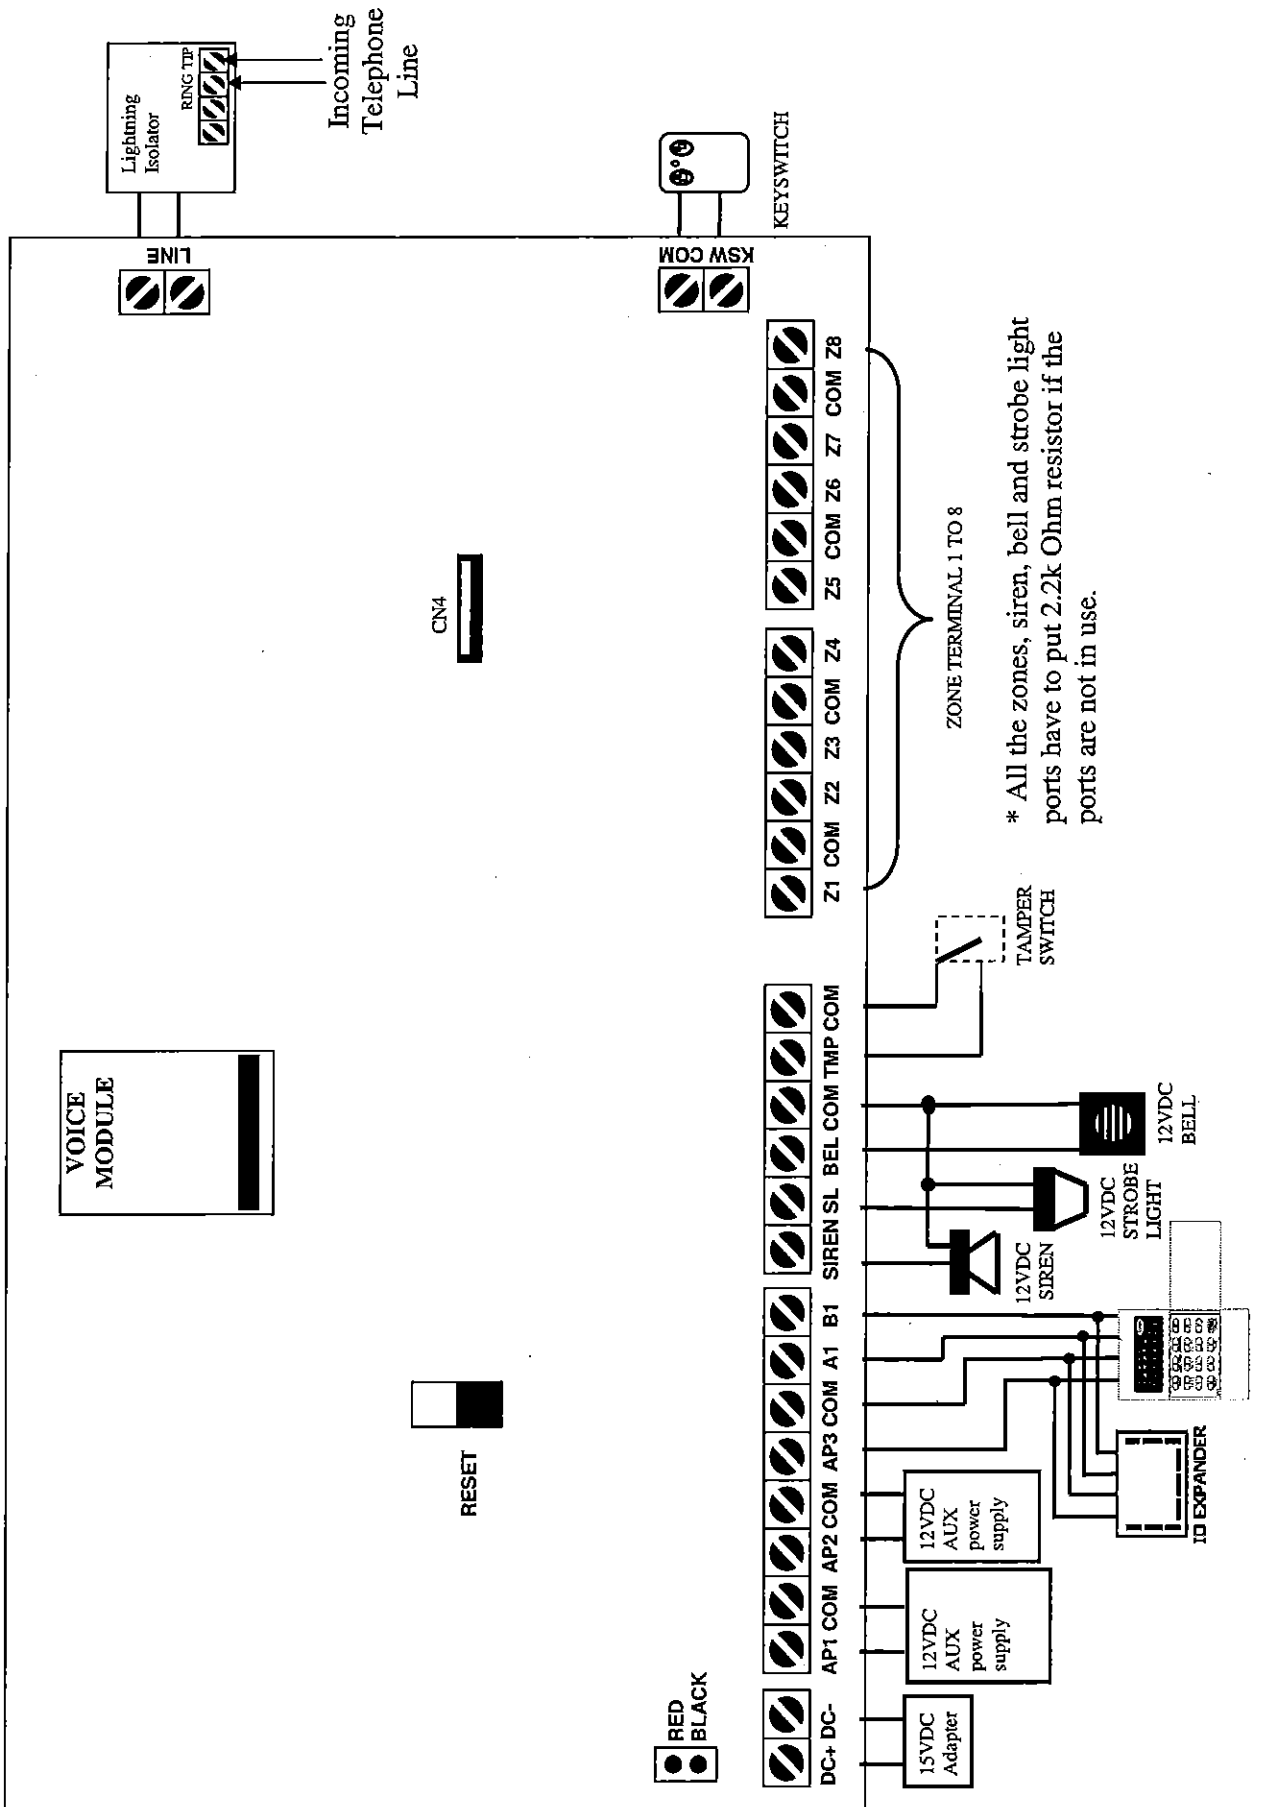 Lightning
Isolator
RING TIP
Incoming
Telephone
Line
LINE
KSW COM
KEYSWITCH
CN4
VOICE
MODULE
RESET
RED
BLACK
DC+ DC-
AP1 COM AP2 COM AP3 COM A1 B1
SIREN SL BEL COM TMP COM
Z1 COM Z2 Z3 COM Z4
Z5 COM Z6 Z7 COM Z8
15VDC
Adapter
12VDC
AUX
power
supply
12VDC
AUX
power
supply
IO EXPANDER
12VDC
SIREN
12VDC
STROBE
LIGHT
12VDC
BELL
TAMPER
SWITCH
ZONE TERMINAL 1 TO 8
* All the zones, siren, bell and strobe light
ports have to put 2.2k Ohm resistor if the
ports are not in use.